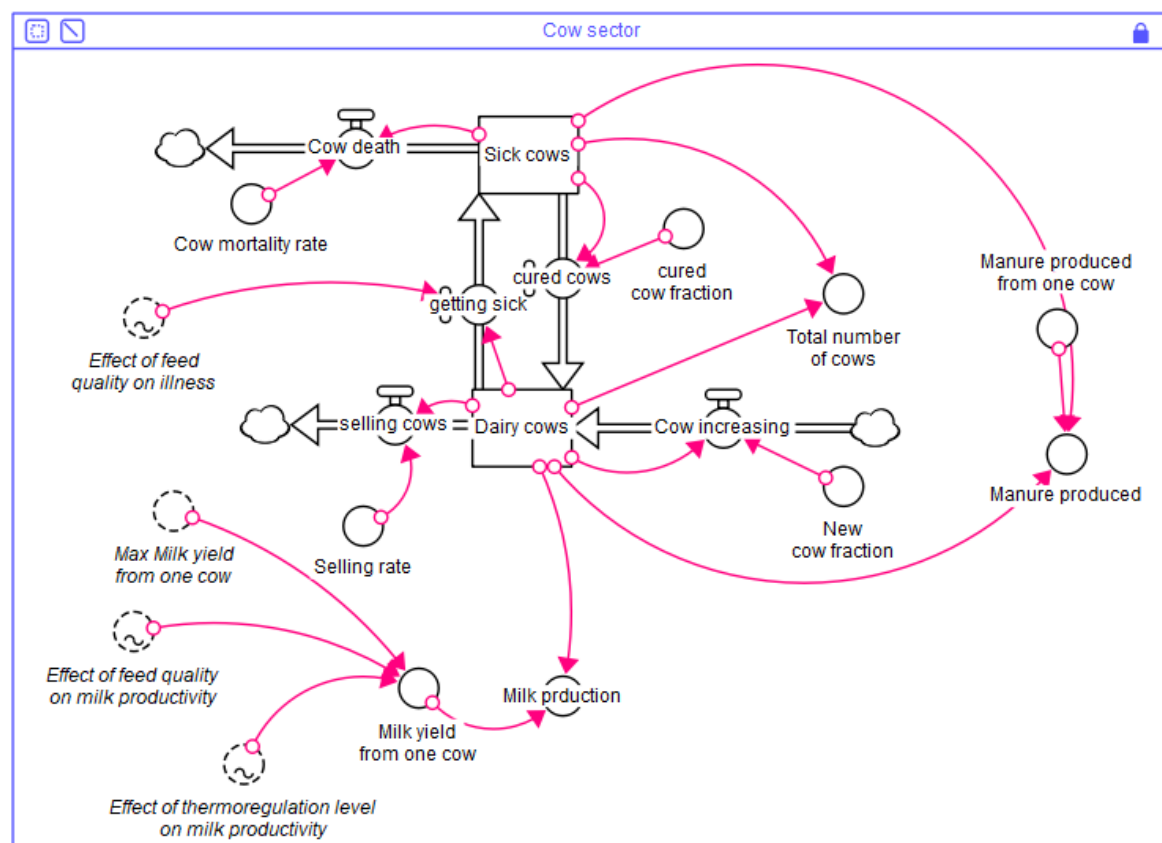 Cow sector
Cow death
Sick cows
Cow mortality rate
cured cows
cured
cow fraction
Manure produced
from one cow
getting sick
Effect of feed
quality on illness
Total number
of cows
selling cows
Dairy cows
Cow increasing
Manure produced
New
cow fraction
Selling rate
Max Milk yield
from one cow
Effect of feed quality
on milk productivity
Milk prduction
Milk yield
from one cow
Effect of thermoregulation level
on milk productivity